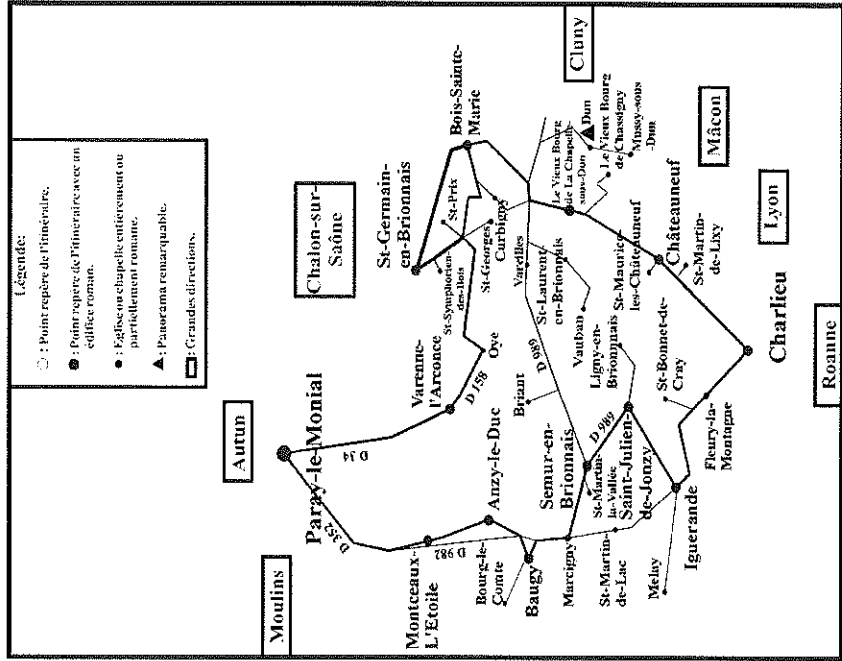 Légende:
○ : Point repère de l'itinéraire.
● : Point repère de l'itinéraire avec un
édifice roman.
• : Eglise ou chapelle entièrement ou
partiellement romane.
▲ : Panorama remarquable.
: Grandes directions.
Moulins
Autun
Chalon-sur-
Saône
Cluny
Mâcon
Lyon
Roanne
Paray-le-Monial
D 352
D 34
D 982
Montceaux-
L'Etoile
Anzy-le-Duc
Bourg-le-
Comte
Baugy
Varenne-
l'Arconce
D 158
Oyé
St-Germain-
en-Brionnais
Bois-Sainte-
Marie
St-Prix
St-Symphorien-
des-Bois
St-Georges
Curbigny
Vareilles
D 989
Briant
St-Laurent
en-Brionnais
Vauban
Le Vieux Bourg
de La Chapelle-
sous-Dun
Dun
Le Vieux Bourg
de Chassigny
Mussy-sous
-Dun
Semur-en-
Brionnais
Marcigny
St-Martin-
la-Vallée
D 989
Ligny-en-
Brionnais
Saint-Julien-
de-Jonzy
St-Maurice-
les-Châteauneuf
Châteauneuf
St-Martin-
de-Lixy
St-Martin-
de-Lac
Melay
Iguerande
St-Bonnet-de-
Cray
Fleury-la-
Montagne
Charlieu